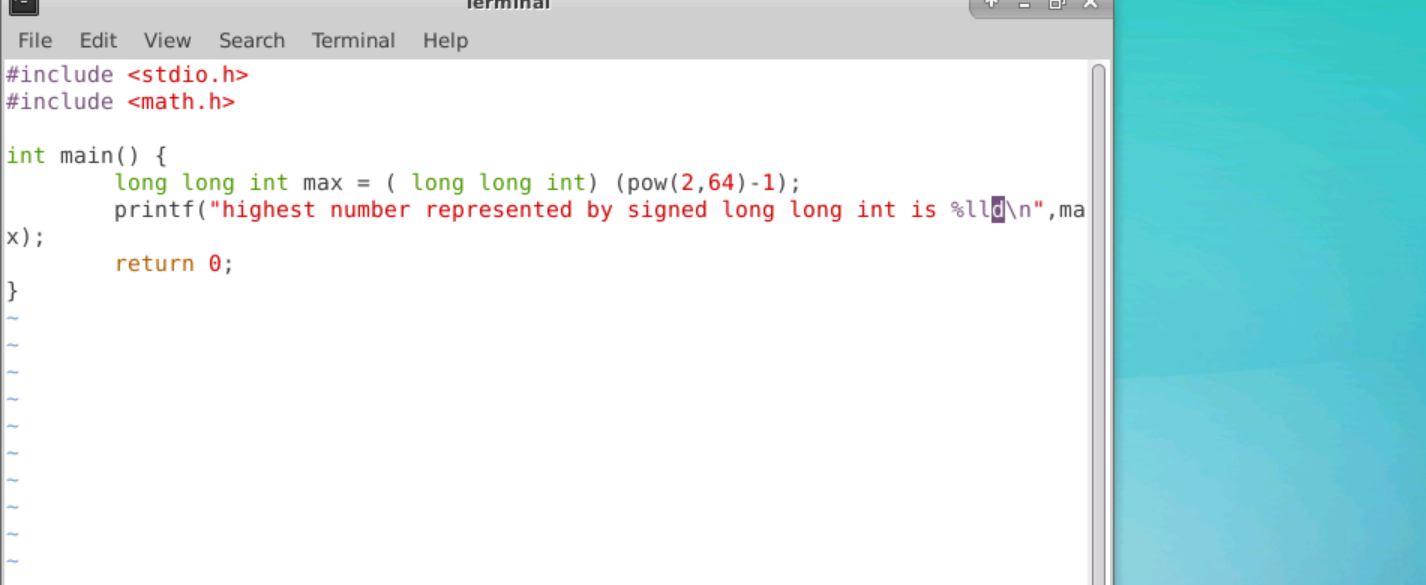 Terminal
File Edit View Search Terminal Help
#include <stdio.h>
#include <math.h>
int main() {
long long int max = ( long long int) (pow(2,64)-1);
printf("highest number represented by signed long long int is %lld\n",ma
x);
return 0;
}
~
~
~
~
~
~
~
~
~
~